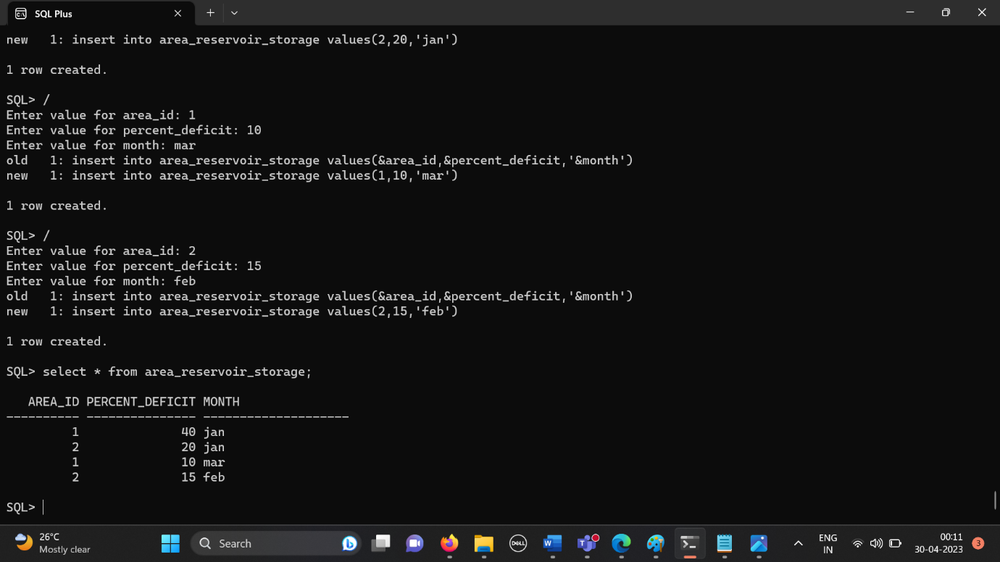 SQL Plus
new   1: insert into area_reservoir_storage values(2,20,'jan')
1 row created.
SQL> /
Enter value for area_id: 1
Enter value for percent_deficit: 10
Enter value for month: mar
old   1: insert into area_reservoir_storage values(&area_id,&percent_deficit,'&month')
new   1: insert into area_reservoir_storage values(1,10,'mar')
1 row created.
SQL> /
Enter value for area_id: 2
Enter value for percent_deficit: 15
Enter value for month: feb
old   1: insert into area_reservoir_storage values(&area_id,&percent_deficit,'&month')
new   1: insert into area_reservoir_storage values(2,15,'feb')
1 row created.
SQL> select * from area_reservoir_storage;
   AREA_ID PERCENT_DEFICIT MONTH
---------- --------------- --------------------
         1              40 jan
         2              20 jan
         1              10 mar
         2              15 feb
SQL>
26°C
Mostly clear
Search
DELL
ENG
IN
00:11
30-04-2023
3